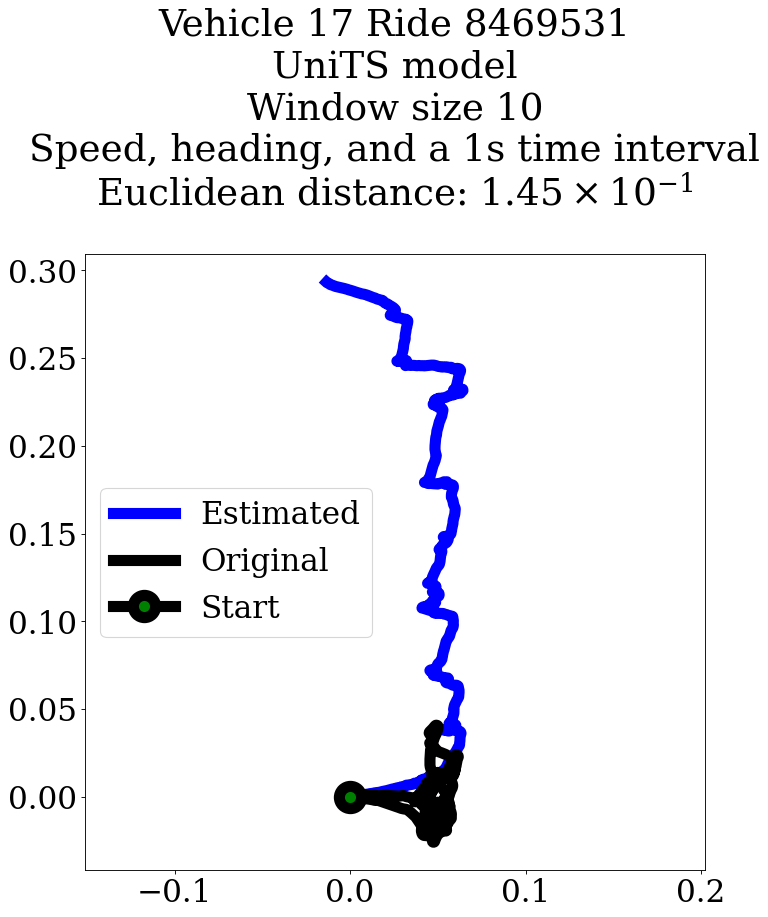 Vehicle 17 Ride 8469531
UniTS model
Window size 10
Speed, heading, and a 1s time interval
Euclidean distance: 1.45 × 10⁻¹
0.30
0.25
0.20
0.15
0.10
0.05
0.00
Estimated
Original
Start
−0.1
0.0
0.1
0.2